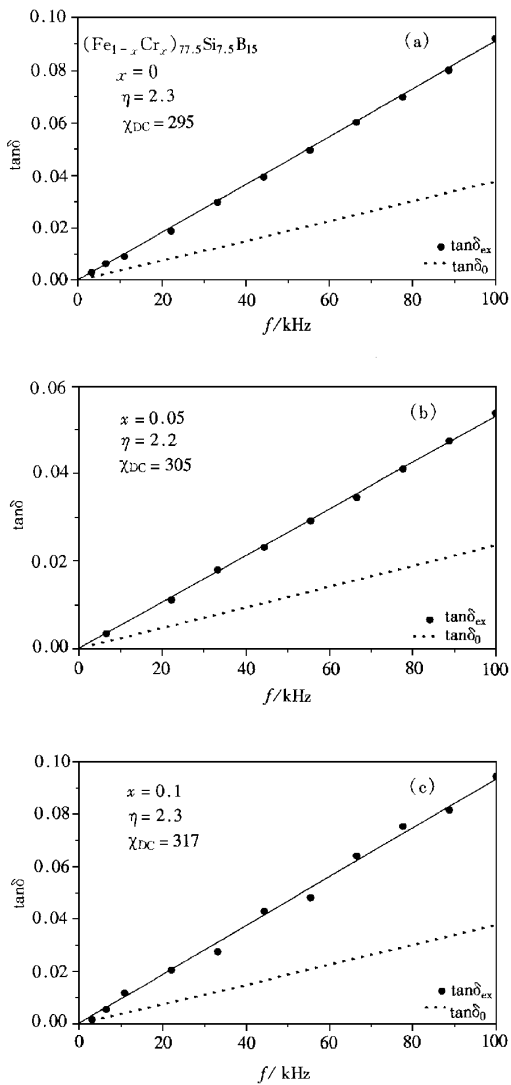 0.10
(Fe₁₋ₓCrₓ)₇₇.₅Si₇.₅B₁₅
(a)
x = 0
η = 2.3
χDC = 295
0.08
0.06
0.04
0.02
0.00
tanδ
tanδex
tanδ0
0 20 40 60 80 100
f/kHz
0.06
(b)
x = 0.05
η = 2.2
χDC = 305
0.04
0.02
0.00
tanδ
tanδex
tanδ0
0 20 40 60 80 100
f/kHz
0.10
(c)
x = 0.1
η = 2.3
χDC = 317
0.08
0.06
0.04
0.02
0.00
tanδ
tanδex
tanδ0
0 20 40 60 80 100
f/ kHz